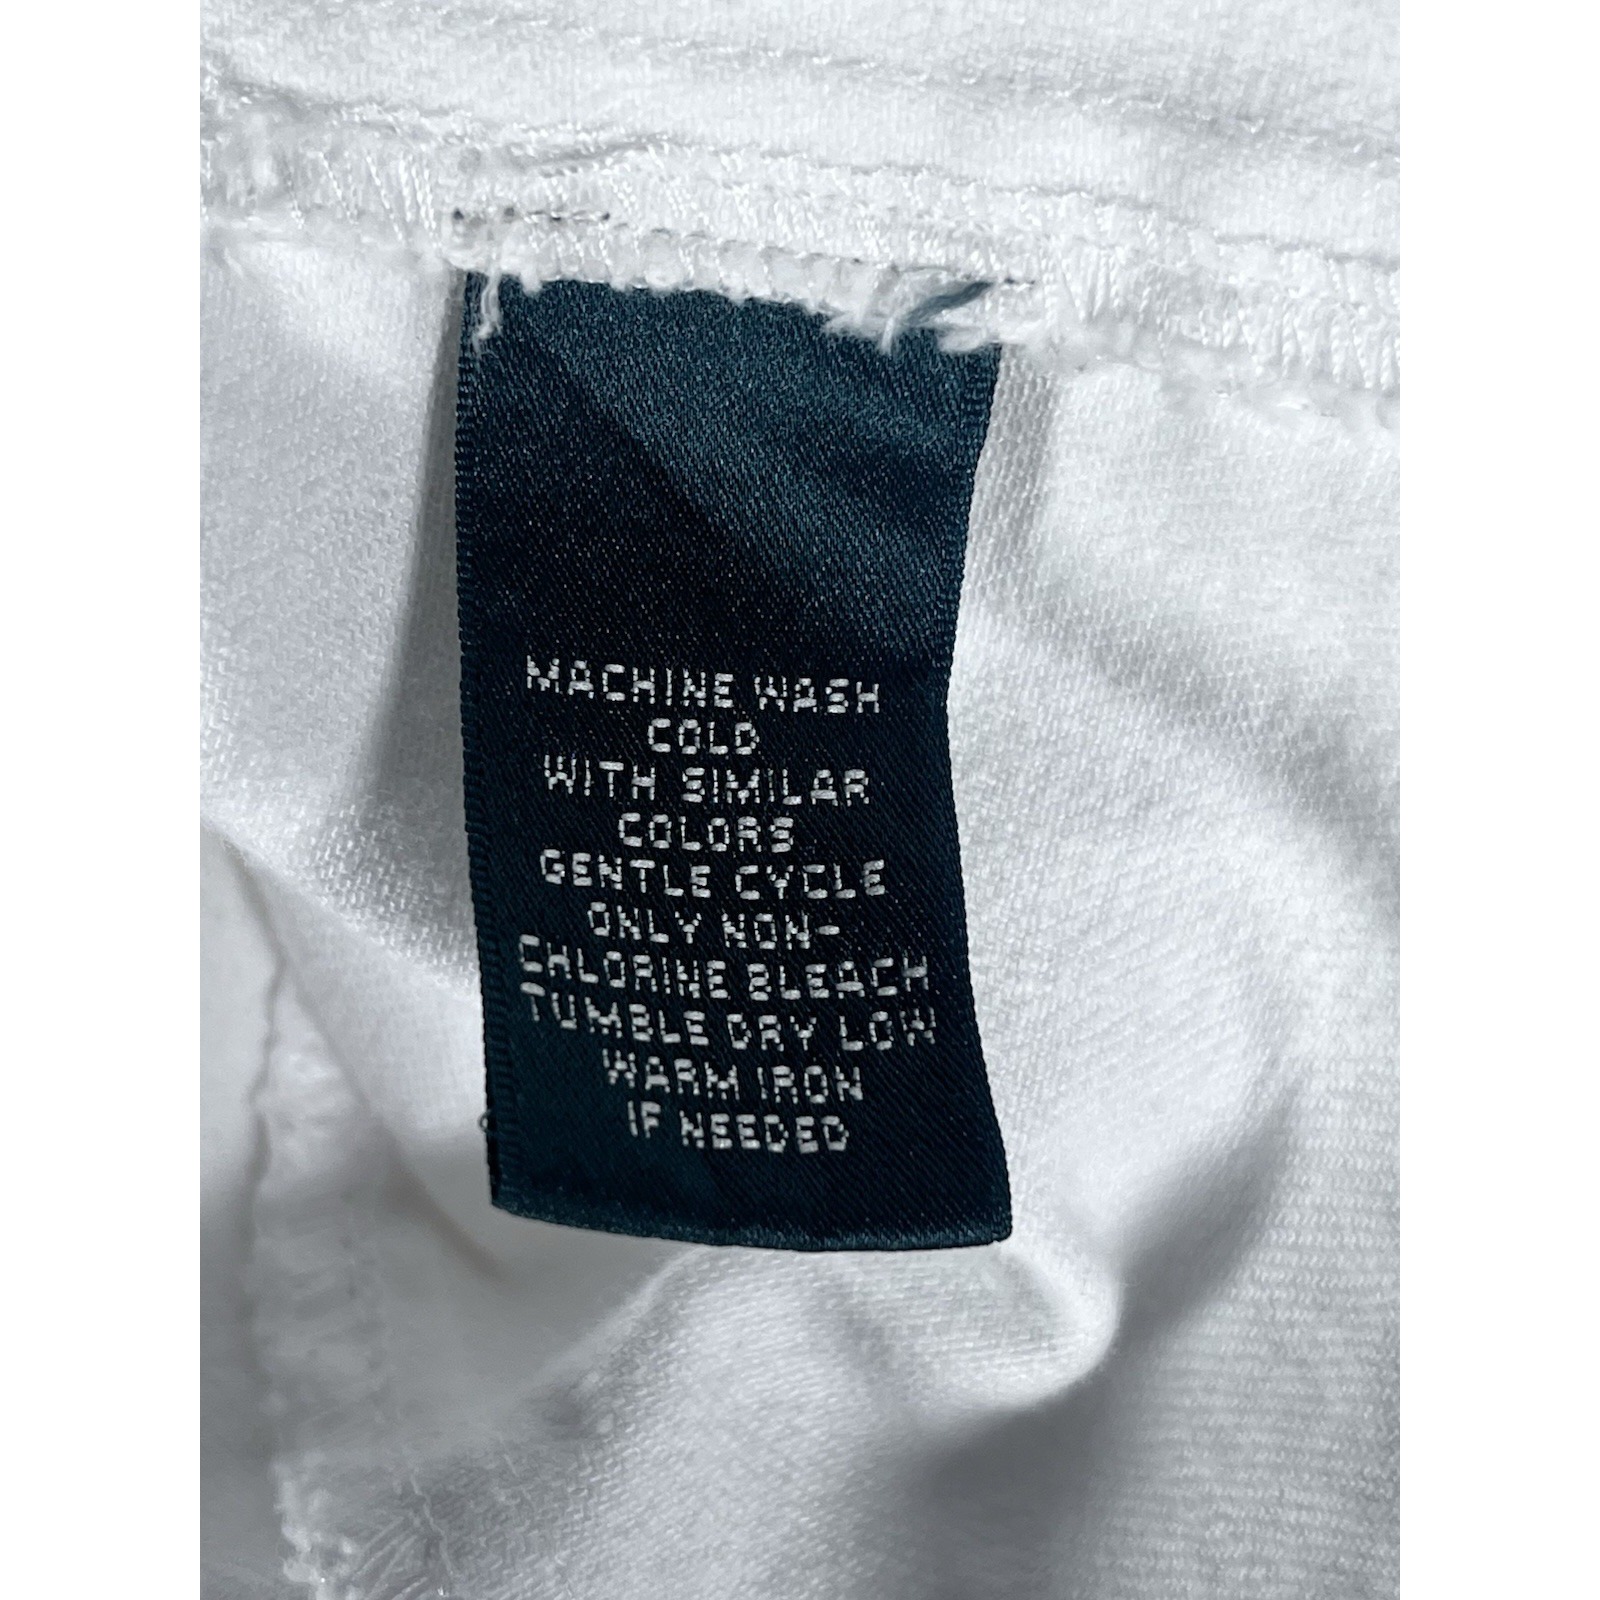 MACHINE WASH
COLD
WITH SIMILAR
COLORS
GENTLE CYCLE
ONLY NON-
CHLORINE BLEACH
TUMBLE DRY LOW
WARM IRON
IF NEEDED